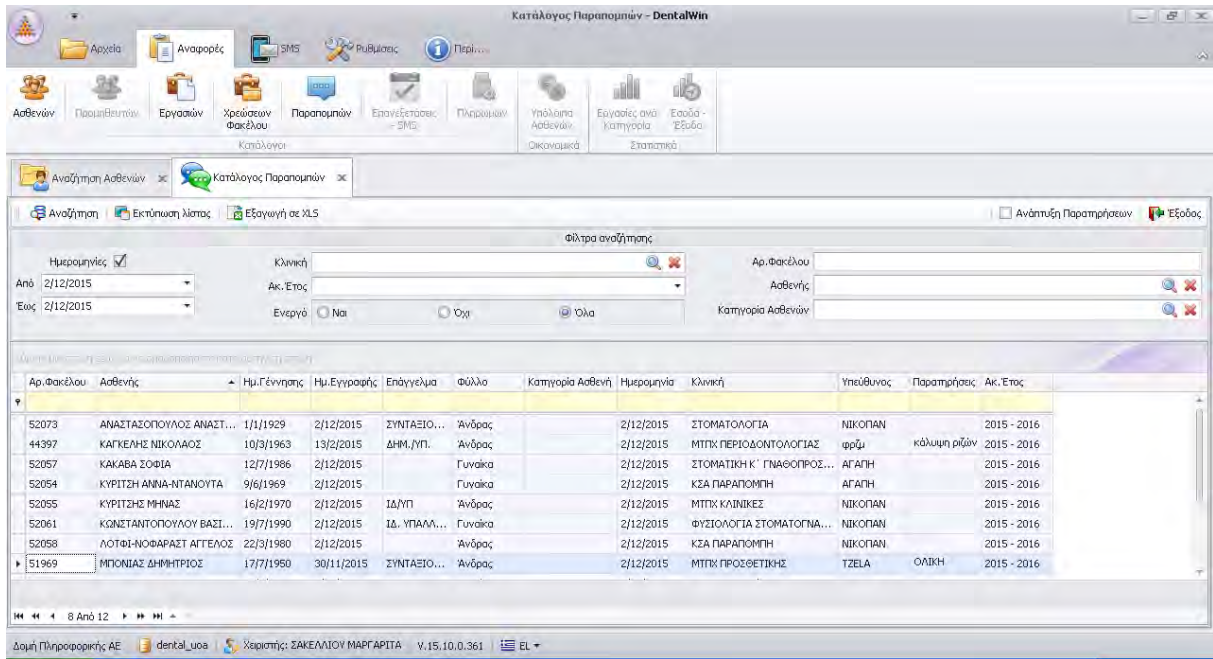 Κατάλογος Παραπομπών - DentalWin
Αρχεία Αναφορές SMS Ρυθμίσεις Περί....
Ασθενών Προμηθευτών Εργασιών Χρεώσεων Φακέλου Παραπομπών Επανεξετάσεις - SMS Πληρωμών Υπόλοιπα Ασθενών Εργασίες ανά Κατηγορία Έσοδα - Έξοδα
Κατάλογοι Οικονομικά Στατιστικά
Αναζήτηση Ασθενών Κατάλογος Παραπομπών
Αναζήτηση Εκτύπωση λίστας Εξαγωγή σε XLS Ανάπτυξη Παρατηρήσεων Έξοδος
Φίλτρα αναζήτησης
Ημερομηνίες Κλινική Αρ.Φακέλου
Από 2/12/2015 Ακ.Έτος Ασθενής
Έως 2/12/2015 Ενεργό Ναι Όχι Όλα Κατηγορία Ασθενών
Αρ.Φακέλου Ασθενής Ημ.Γέννησης Ημ.Εγγραφής Επάγγελμα Φύλλο Κατηγορία Ασθενή Ημερομηνία Κλινική Υπεύθυνος Παρατηρήσεις Ακ.Έτος
52073 ΑΝΑΣΤΑΣΟΠΟΥΛΟΣ ΑΝΑΣΤ... 1/1/1929 2/12/2015 ΣΥΝΤΑΞΙΟ... Άνδρας 2/12/2015 ΣΤΟΜΑΤΟΛΟΓΙΑ ΝΙΚΟΠΑΝ 2015 - 2016
44397 ΚΑΓΚΕΛΗΣ ΝΙΚΟΛΑΟΣ 10/3/1963 13/2/2015 ΔΗΜ./ΥΠ. Άνδρας 2/12/2015 ΜΤΠΧ ΠΕΡΙΟΔΟΝΤΟΛΟΓΙΑΣ φρζμ κάλυψη ριζών 2015 - 2016
52057 ΚΑΚΑΒΑ ΣΟΦΙΑ 12/7/1986 2/12/2015 Γυναίκα 2/12/2015 ΣΤΟΜΑΤΙΚΗ Κ΄ ΓΝΑΘΟΠΡΟΣ... ΑΓΑΠΗ 2015 - 2016
52054 ΚΥΡΙΤΣΗ ΑΝΝΑ-ΝΤΑΝΟΥΤΑ 9/6/1969 2/12/2015 Γυναίκα 2/12/2015 ΚΣΑ ΠΑΡΑΠΟΜΠΗ ΑΓΑΠΗ 2015 - 2016
52055 ΚΥΡΙΤΣΗΣ ΜΗΝΑΣ 16/2/1970 2/12/2015 ΙΔ/ΥΠ Άνδρας 2/12/2015 ΜΤΠΧ ΚΛΙΝΙΚΕΣ ΝΙΚΟΠΑΝ 2015 - 2016
52061 ΚΩΝΣΤΑΝΤΟΠΟΥΛΟΥ ΒΑΣΙ... 19/7/1990 2/12/2015 ΙΔ. ΥΠΑΛΛ... Γυναίκα 2/12/2015 ΦΥΣΙΟΛΟΓΙΑ ΣΤΟΜΑΤΟΓΝΑ... ΝΙΚΟΠΑΝ 2015 - 2016
52058 ΛΟΤΦΙ-ΝΟΦΑΡΑΣΤ ΑΓΓΕΛΟΣ 22/3/1980 2/12/2015 Άνδρας 2/12/2015 ΚΣΑ ΠΑΡΑΠΟΜΠΗ ΝΙΚΟΠΑΝ 2015 - 2016
51969 ΜΠΟΝΙΑΣ ΔΗΜΗΤΡΙΟΣ 17/7/1950 30/11/2015 ΣΥΝΤΑΞΙΟ... Άνδρας 2/12/2015 ΜΤΠΧ ΠΡΟΣΘΕΤΙΚΗΣ TZELA ΟΛΙΚΗ 2015 - 2016
8 Από 12
Δομή Πληροφορικής ΑΕ dental_uoa Χειριστής: ΣΑΚΕΛΛΙΟΥ ΜΑΡΓΑΡΙΤΑ V.15.10.0.361 EL